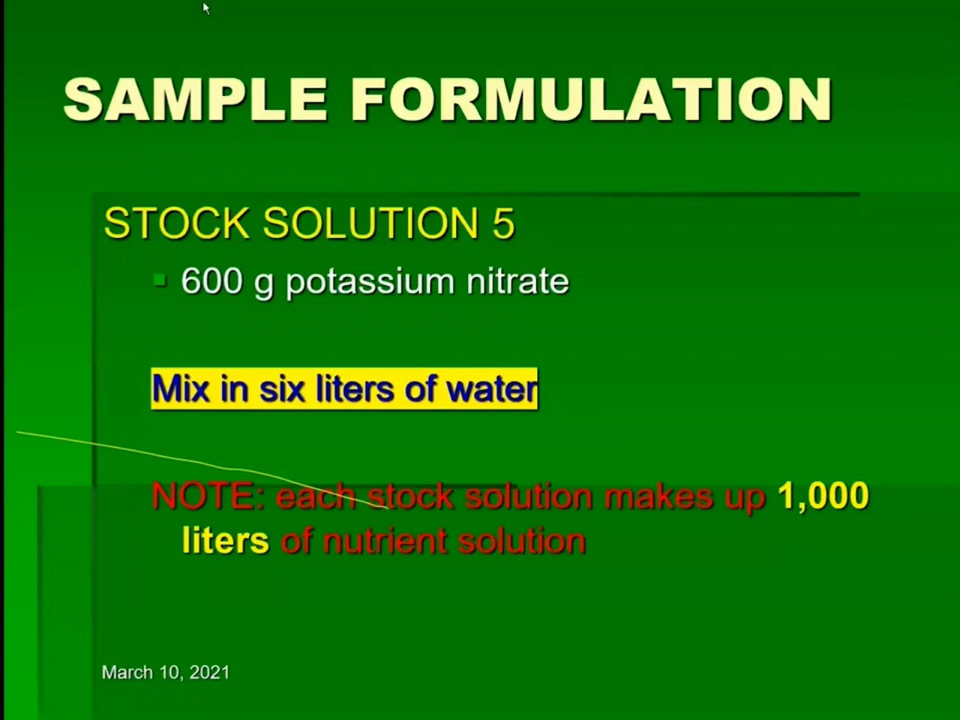 SAMPLE FORMULATION
STOCK SOLUTION 5
600 g potassium nitrate
Mix in six liters of water
NOTE: each stock solution makes up 1,000
liters of nutrient solution
March 10, 2021